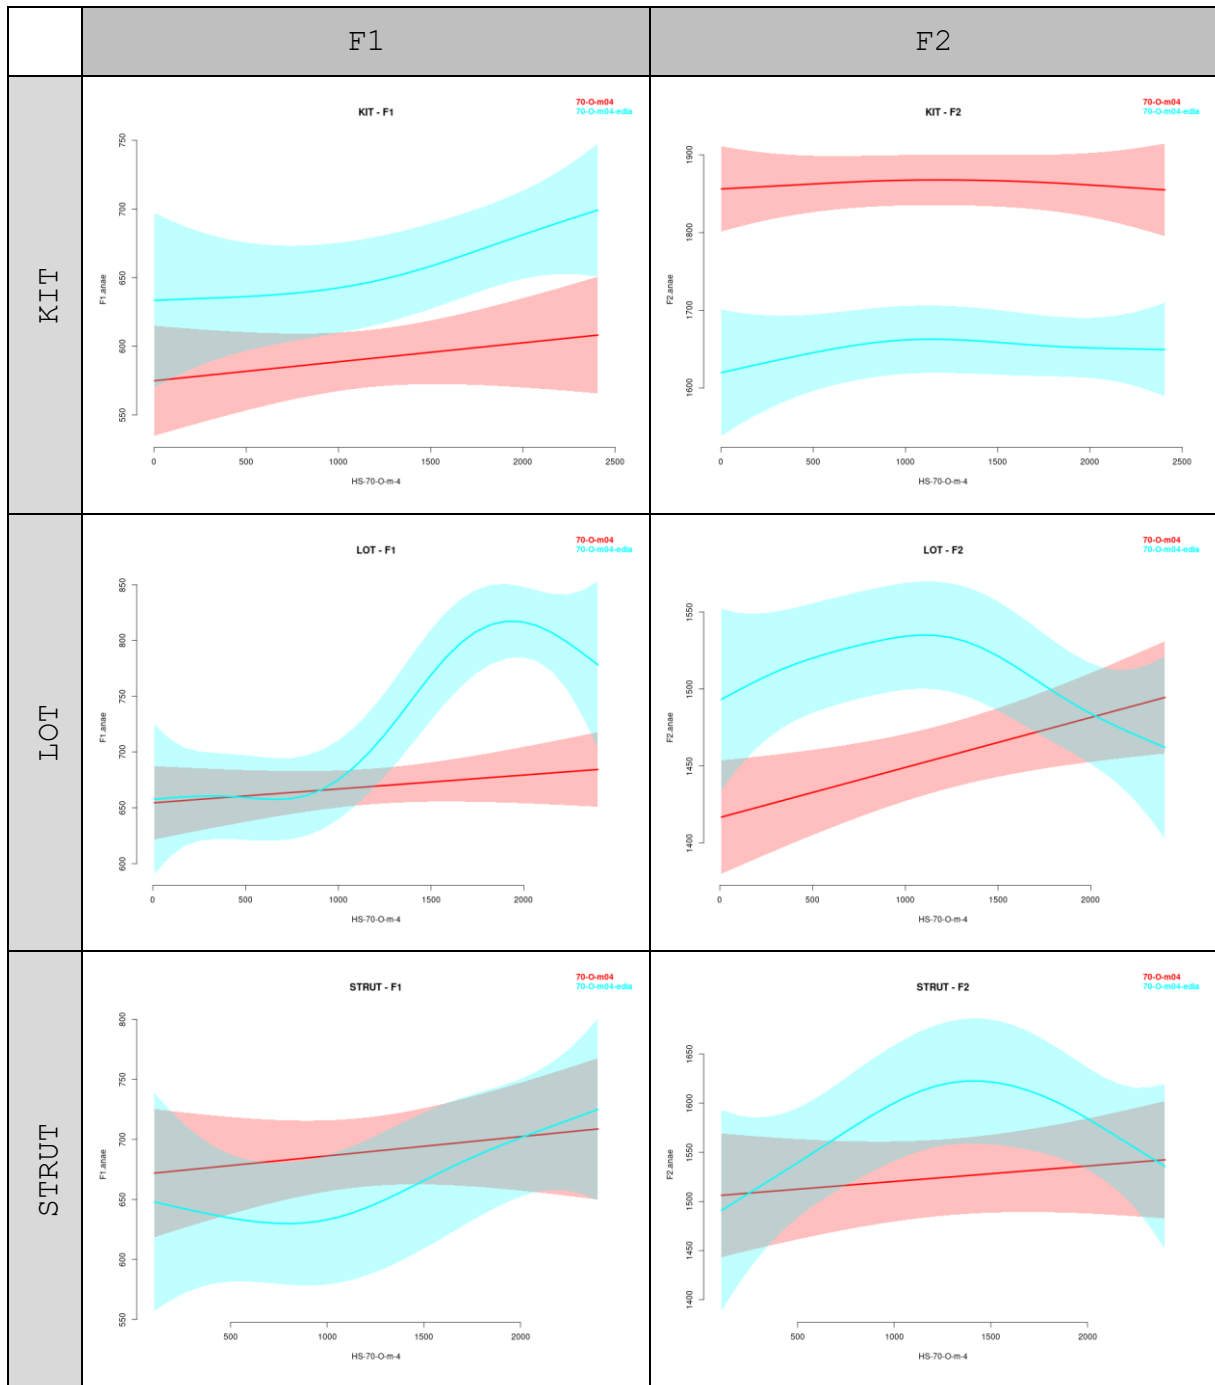 F1
F2
KIT
KIT - F1
70-O-m04
70-O-m04-edia
F1.anae
750
700
650
600
550
0
500
1000
1500
2000
2500
HS-70-O-m-4
KIT - F2
70-O-m04
70-O-m04-edia
F2.anae
1900
1800
1700
1600
0
500
1000
1500
2000
2500
HS-70-O-m-4
LOT
LOT - F1
70-O-m04
70-O-m04-edia
F1.anae
850
800
750
700
650
600
0
500
1000
1500
2000
HS-70-O-m-4
LOT - F2
70-O-m04
70-O-m04-edia
F2.anae
1550
1500
1450
1400
0
500
1000
1500
2000
HS-70-O-m-4
STRUT
STRUT - F1
70-O-m04
70-O-m04-edia
F1.anae
800
750
700
650
600
550
500
1000
1500
2000
HS-70-O-m-4
STRUT - F2
70-O-m04
70-O-m04-edia
F2.anae
1650
1600
1550
1500
1450
1400
500
1000
1500
2000
HS-70-O-m-4